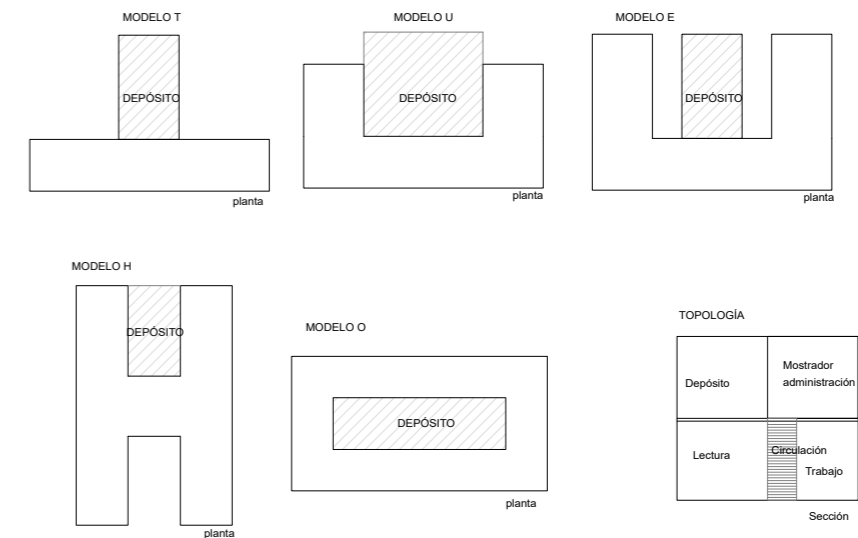 MODELO T
DEPÓSITO
planta
MODELO U
DEPÓSITO
planta
MODELO E
DEPÓSITO
planta
MODELO H
DEPÓSITO
planta
MODELO O
DEPÓSITO
planta
TOPOLOGÍA
Depósito
Mostrador
administración
Lectura
Circulación
Trabajo
Sección